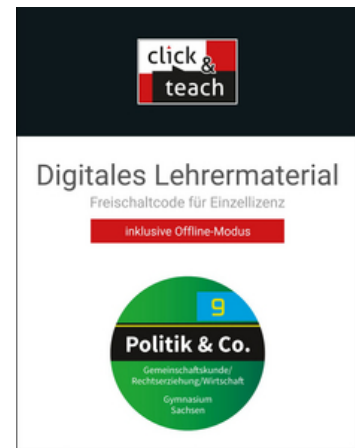 click &
teach
Digitales Lehrermaterial
Freischaltcode für Einzellizenz
inklusive Offline-Modus
9
Politik & Co.
Gemeinschaftskunde/
Rechtserziehung/Wirtschaft
Gymnasium
Sachsen